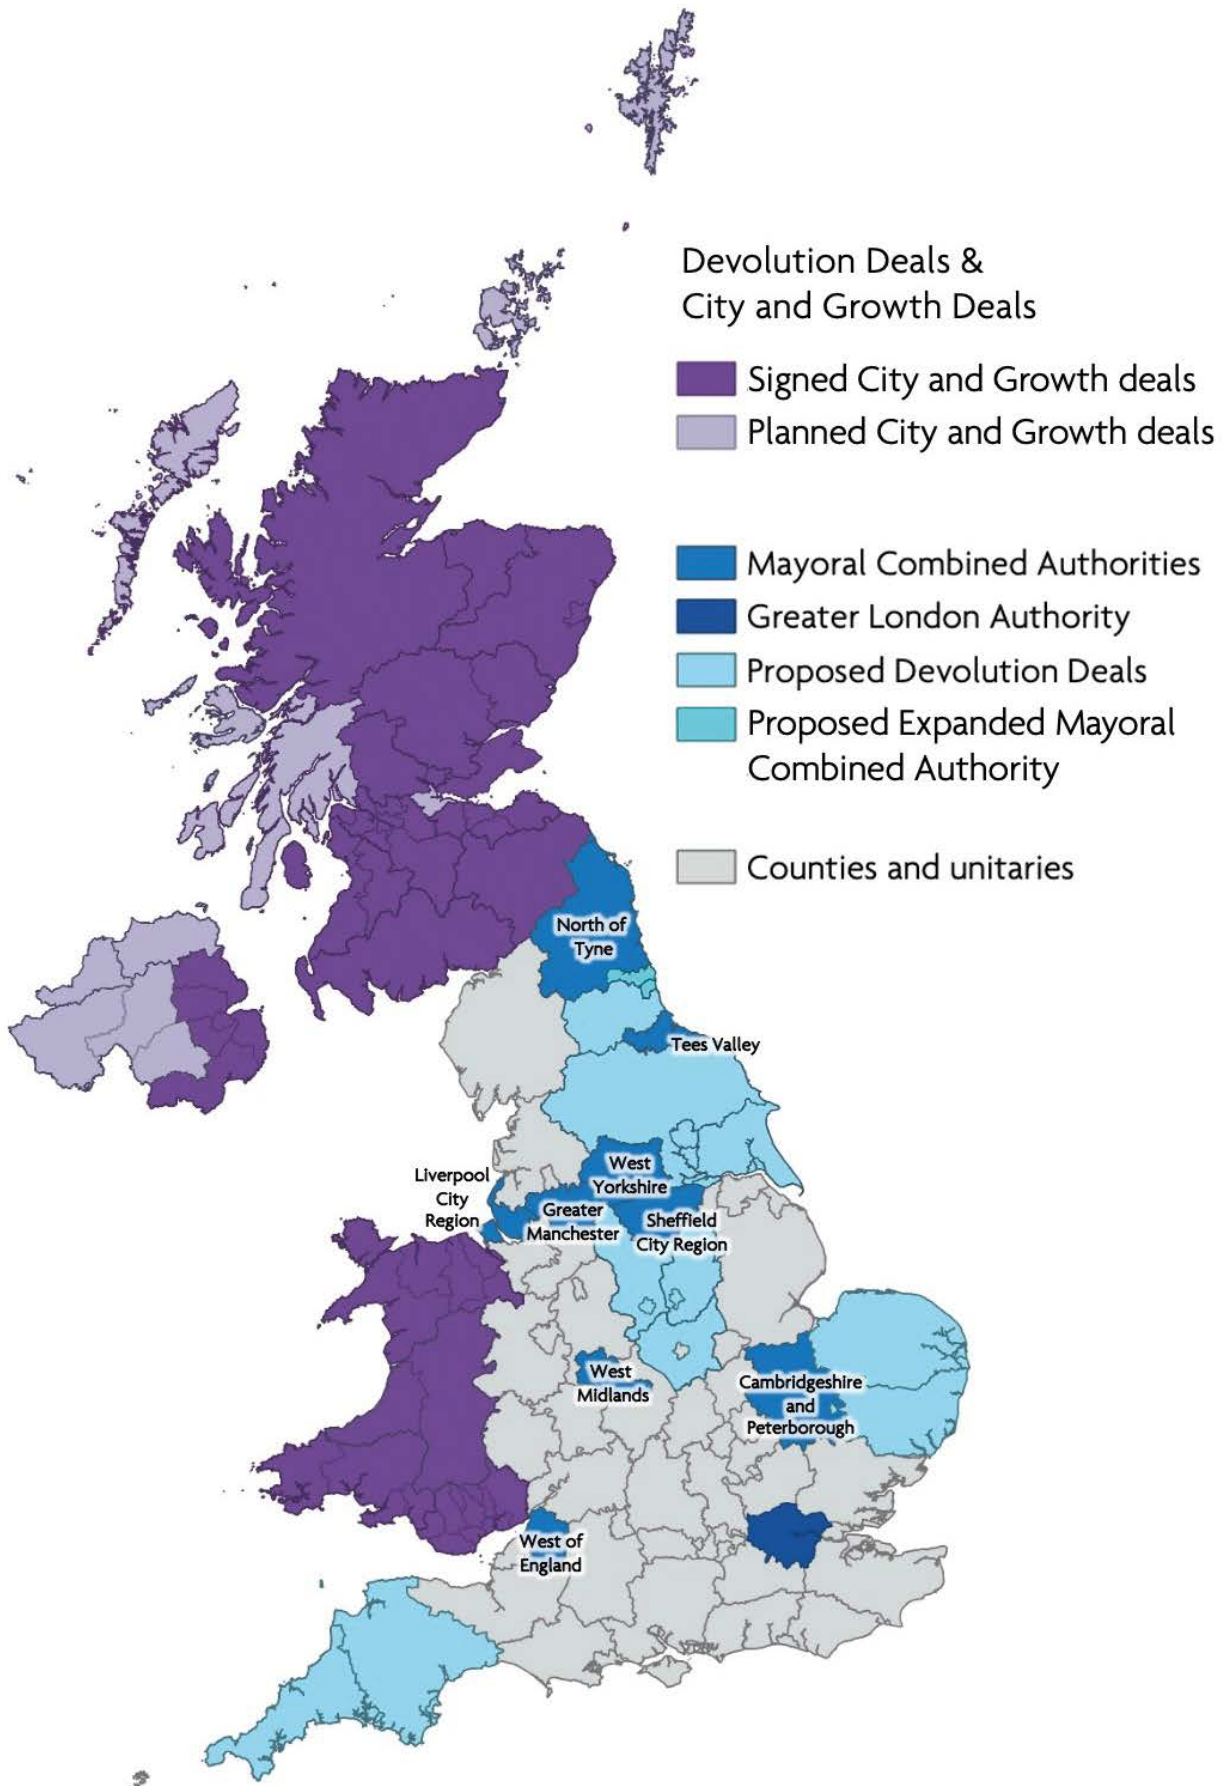 Devolution Deals &
City and Growth Deals
Signed City and Growth deals
Planned City and Growth deals
Mayoral Combined Authorities
Greater London Authority
Proposed Devolution Deals
Proposed Expanded Mayoral
Combined Authority
Counties and unitaries
North of
Tyne
Tees Valley
West
Yorkshire
Liverpool
City
Region
Greater
Manchester
Sheffield
City Region
West
Midlands
Cambridgeshire
and
Peterborough
West of
England